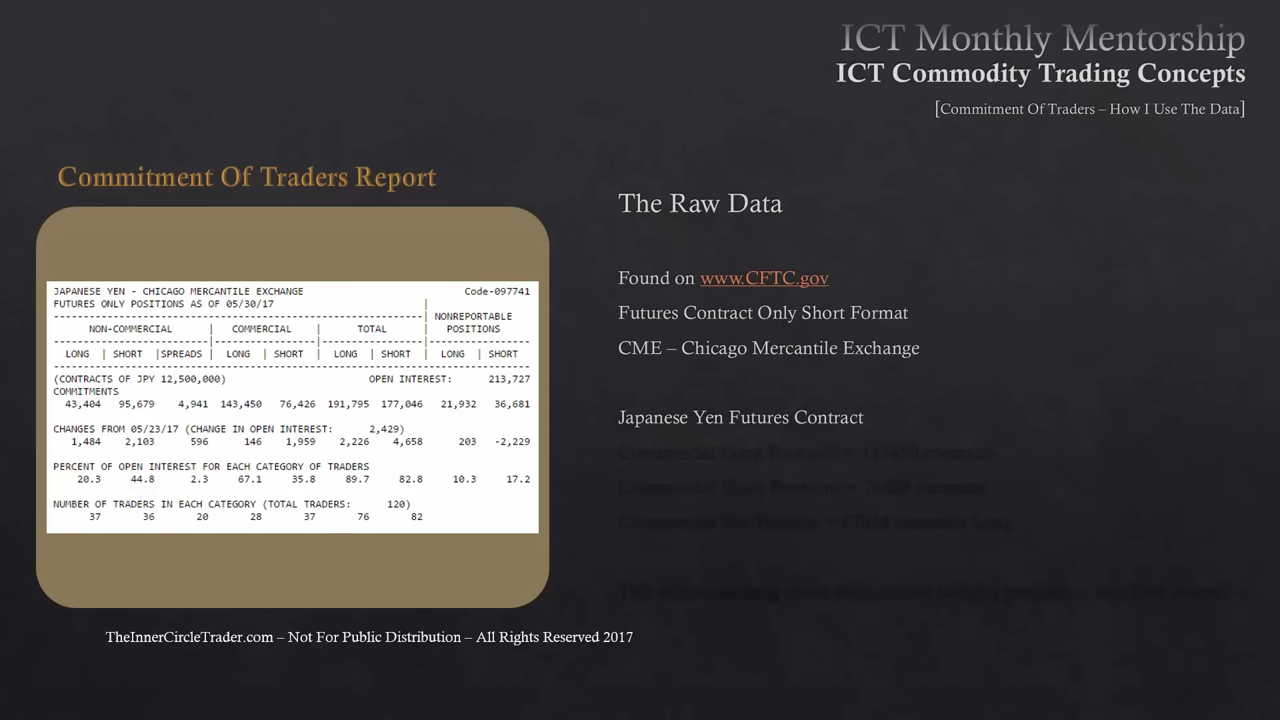 ICT Monthly Mentorship
ICT Commodity Trading Concepts
[Commitment Of Traders – How I Use The Data]
Commitment Of Traders Report
JAPANESE YEN - CHICAGO MERCANTILE EXCHANGE Code-097741
FUTURES ONLY POSITIONS AS OF 05/30/17 |
--------------------------------------------------------------| NONREPORTABLE
NON-COMMERCIAL | COMMERCIAL | TOTAL | POSITIONS
--------------------------|------------------|------------------|-----------------
LONG | SHORT |SPREADS| LONG | SHORT | LONG | SHORT | LONG | SHORT
--------------------------------------------------------------------------------
(CONTRACTS OF JPY 12,500,000) OPEN INTEREST: 213,727
COMMITMENTS
43,404 95,679 4,941 143,450 76,426 191,795 177,046 21,932 36,681
CHANGES FROM 05/23/17 (CHANGE IN OPEN INTEREST: 2,429)
1,484 2,103 596 146 1,959 2,226 4,658 203 -2,229
PERCENT OF OPEN INTEREST FOR EACH CATEGORY OF TRADERS
20.3 44.8 2.3 67.1 35.8 89.7 82.8 10.3 17.2
NUMBER OF TRADERS IN EACH CATEGORY (TOTAL TRADERS: 120)
37 36 20 28 37 76 82
The Raw Data
Found on www.CFTC.gov
Futures Contract Only Short Format
CME – Chicago Mercantile Exchange
Japanese Yen Futures Contract
TheInnerCircleTrader.com – Not For Public Distribution – All Rights Reserved 2017